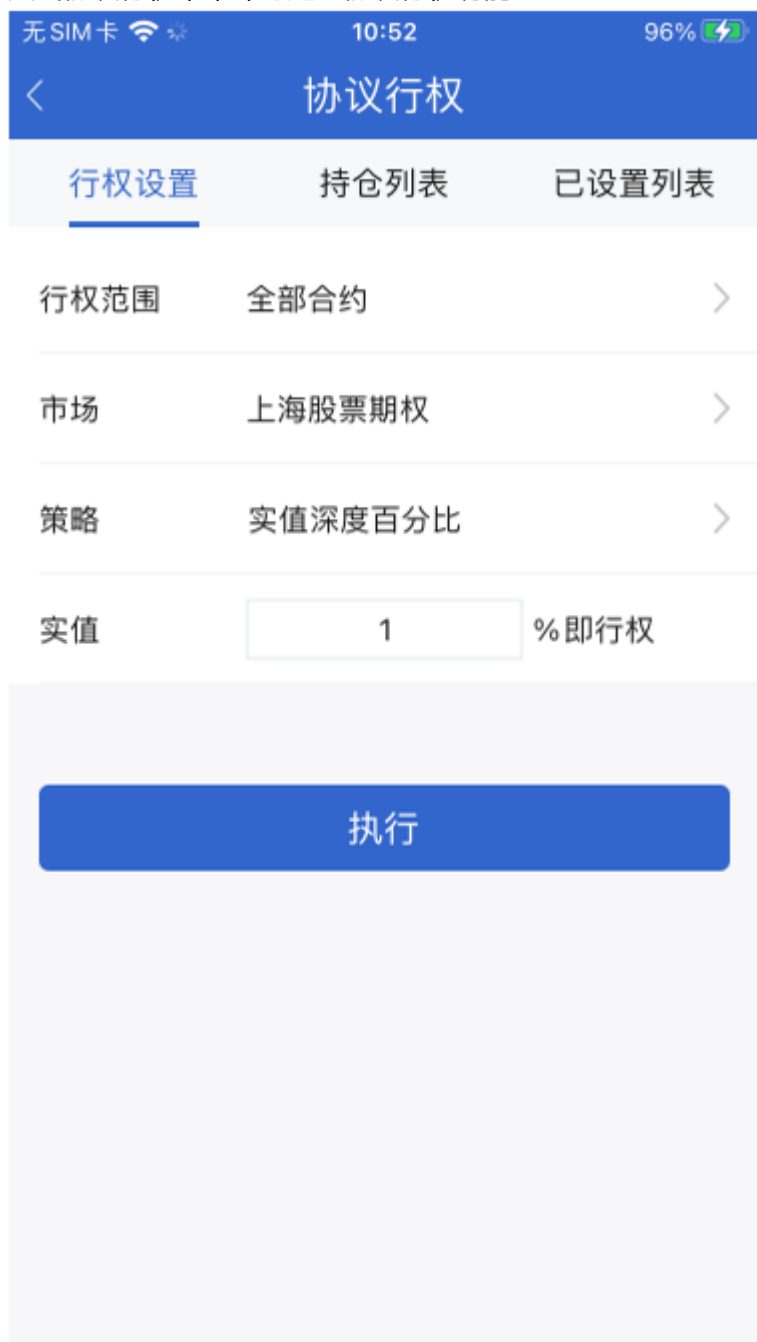 无SIM卡 10:52 96%
协议行权
行权设置 持仓列表 已设置列表
行权范围 全部合约
市场 上海股票期权
策略 实值深度百分比
实值 1 %即行权
执行